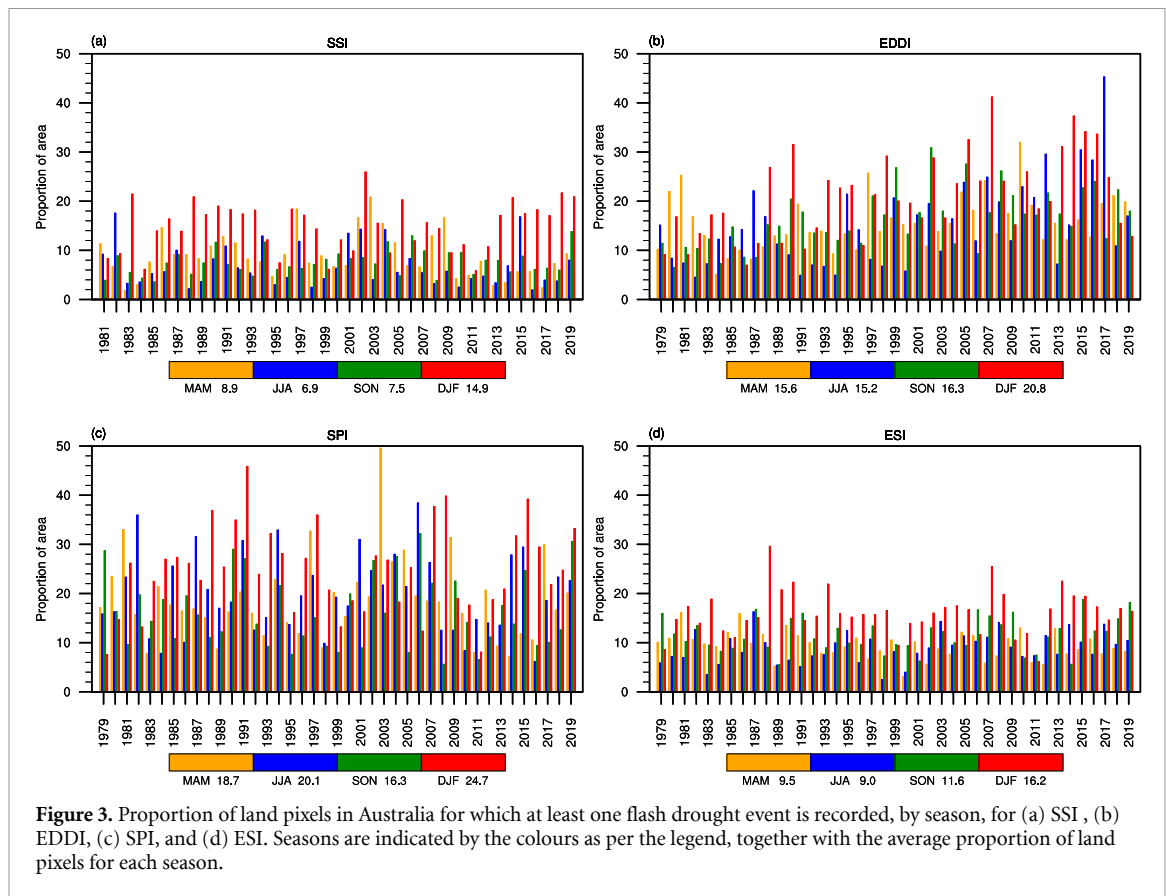 (a) SSI
50
40
30
20
10
0
Proportion of area
1981 1983 1985 1987 1989 1991 1993 1995 1997 1999 2001 2003 2005 2007 2009 2011 2013 2015 2017 2019
MAM 8.9 JJA 6.9 SON 7.5 DJF 14.9
(b) EDDI
50
40
30
20
10
0
Proportion of area
1979 1981 1983 1985 1987 1989 1991 1993 1995 1997 1999 2001 2003 2005 2007 2009 2011 2013 2015 2017 2019
MAM 15.6 JJA 15.2 SON 16.3 DJF 20.8
(c) SPI
50
40
30
20
10
0
Proportion of area
1979 1981 1983 1985 1987 1989 1991 1993 1995 1997 1999 2001 2003 2005 2007 2009 2011 2013 2015 2017 2019
MAM 18.7 JJA 20.1 SON 16.3 DJF 24.7
(d) ESI
50
40
30
20
10
0
Proportion of area
1979 1981 1983 1985 1987 1989 1991 1993 1995 1997 1999 2001 2003 2005 2007 2009 2011 2013 2015 2017 2019
MAM 9.5 JJA 9.0 SON 11.6 DJF 16.2
Figure 3. Proportion of land pixels in Australia for which at least one flash drought event is recorded, by season, for (a) SSI , (b)
EDDI, (c) SPI, and (d) ESI. Seasons are indicated by the colours as per the legend, together with the average proportion of land
pixels for each season.